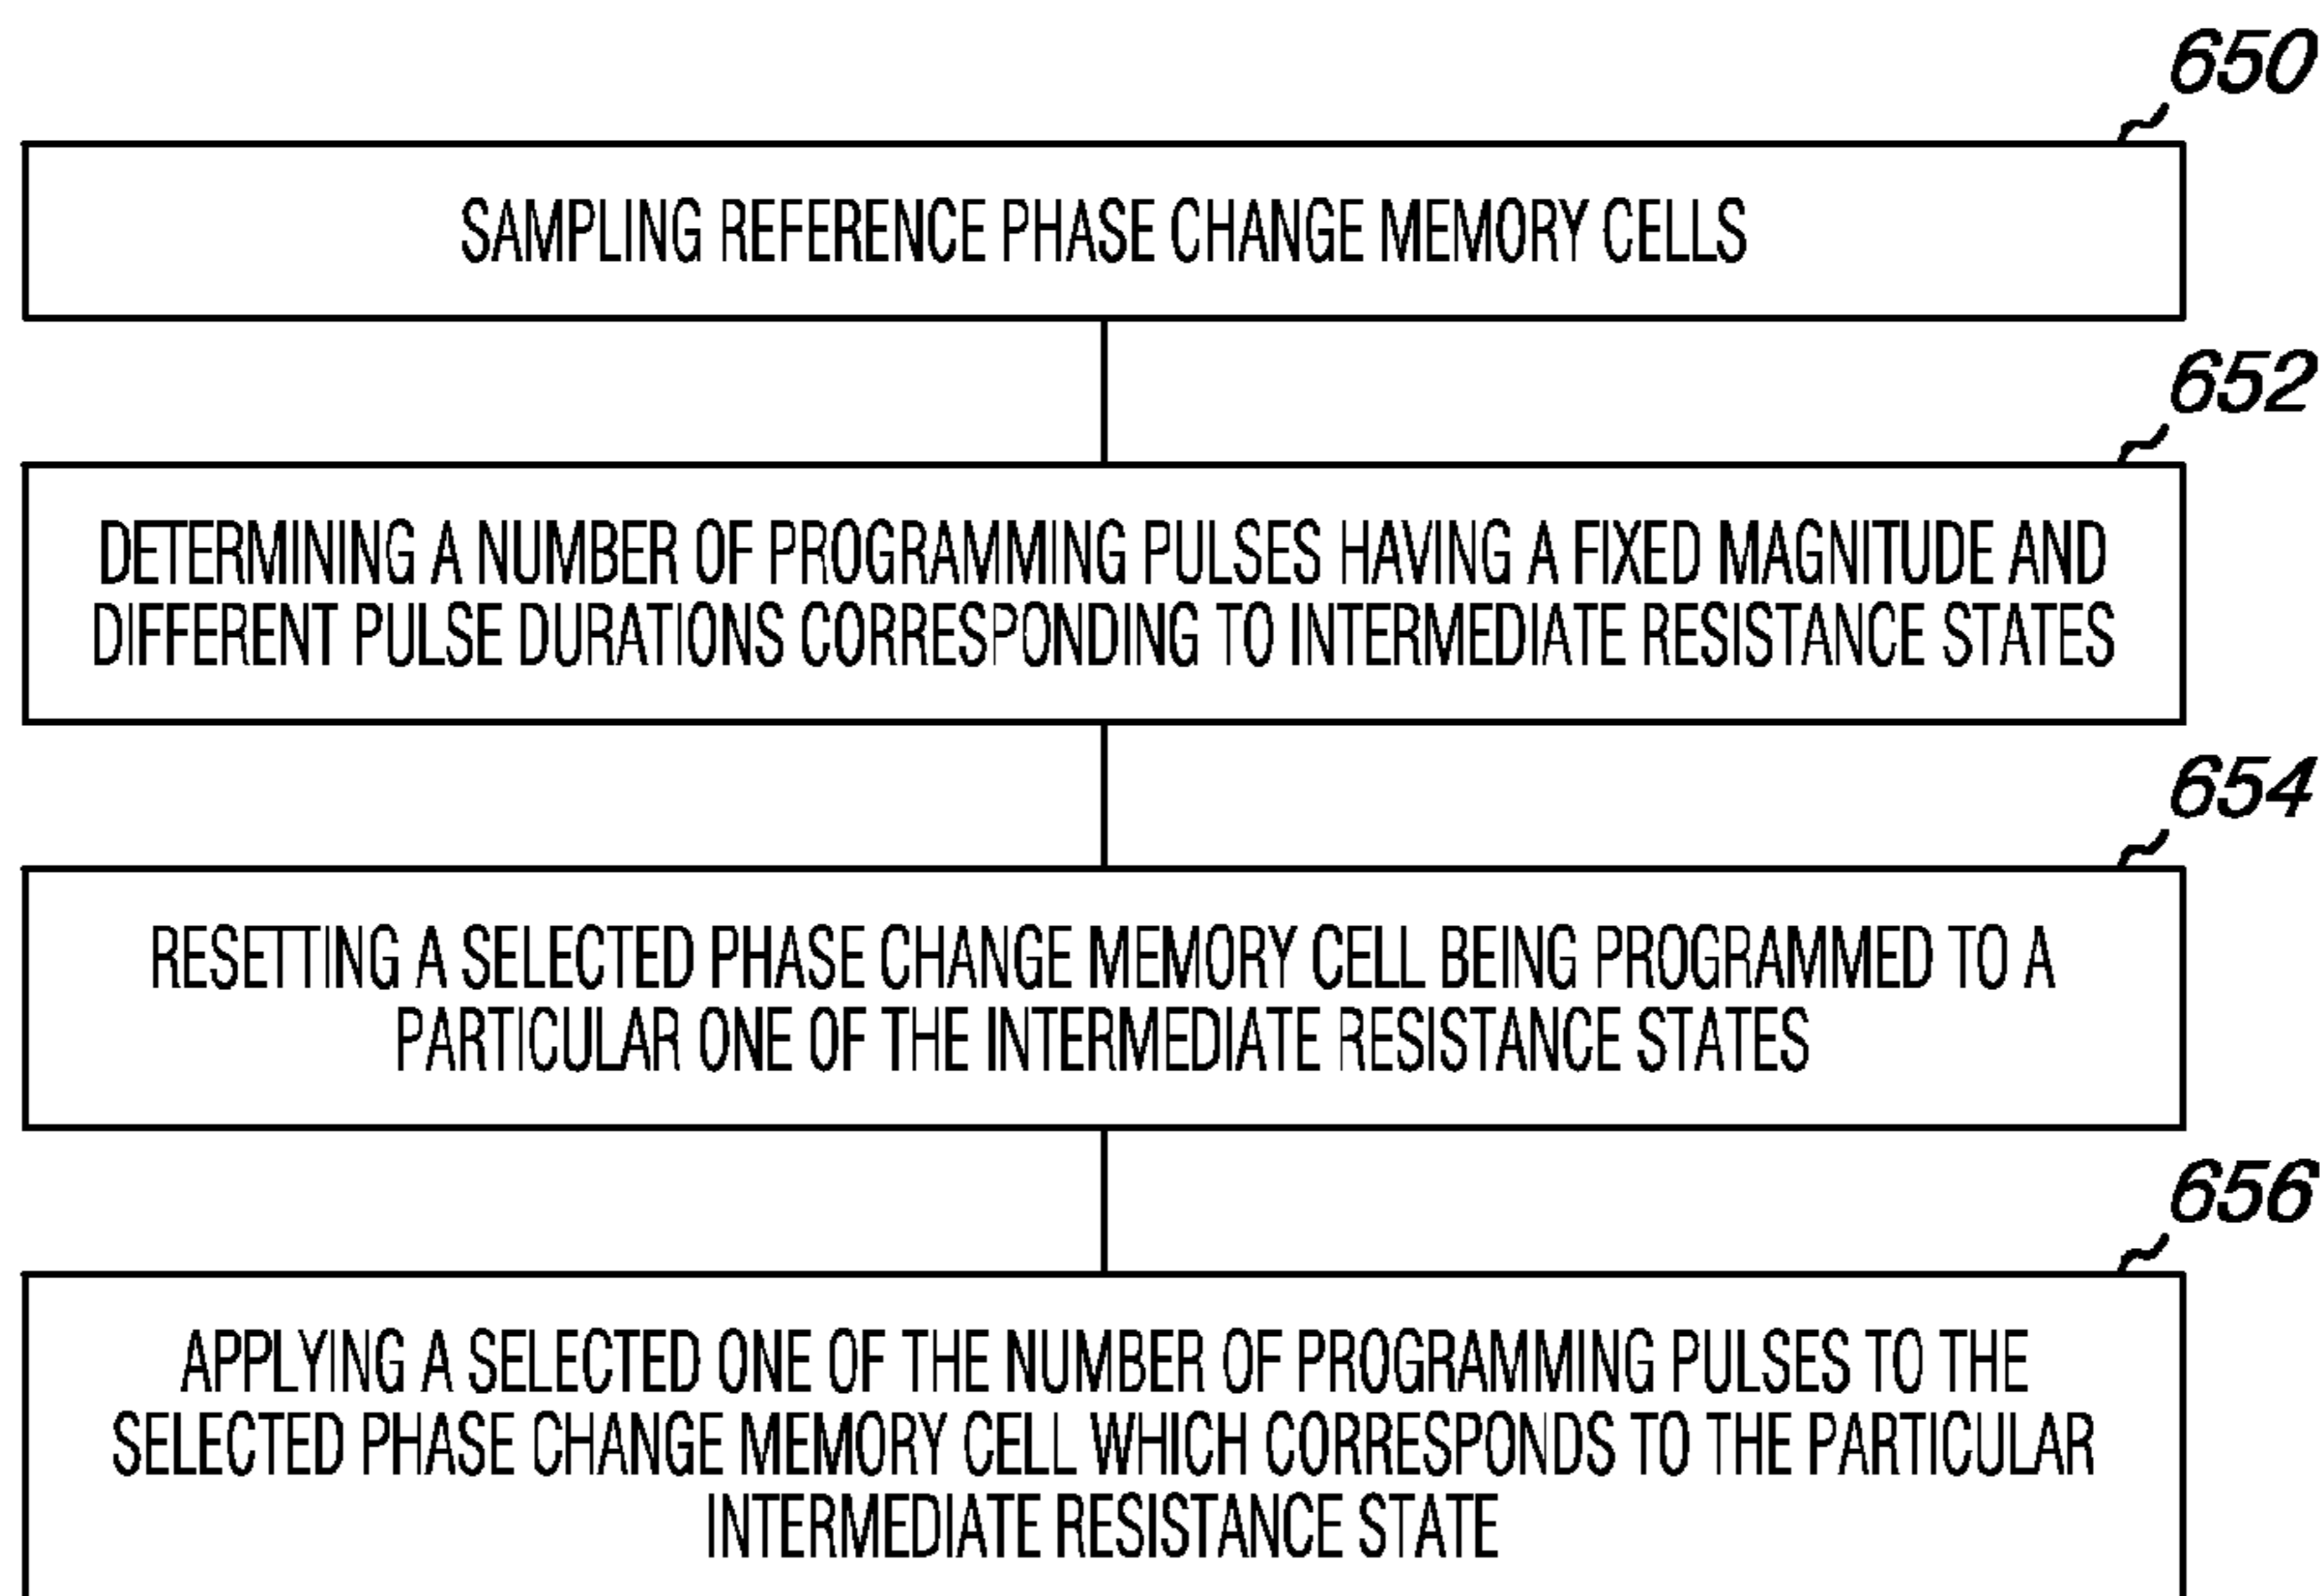 650
SAMPLING REFERENCE PHASE CHANGE MEMORY CELLS
652
DETERMINING A NUMBER OF PROGRAMMING PULSES HAVING A FIXED MAGNITUDE AND
DIFFERENT PULSE DURATIONS CORRESPONDING TO INTERMEDIATE RESISTANCE STATES
654
RESETTING A SELECTED PHASE CHANGE MEMORY CELL BEING PROGRAMMED TO A
PARTICULAR ONE OF THE INTERMEDIATE RESISTANCE STATES
656
APPLYING A SELECTED ONE OF THE NUMBER OF PROGRAMMING PULSES TO THE
SELECTED PHASE CHANGE MEMORY CELL WHICH CORRESPONDS TO THE PARTICULAR
INTERMEDIATE RESISTANCE STATE